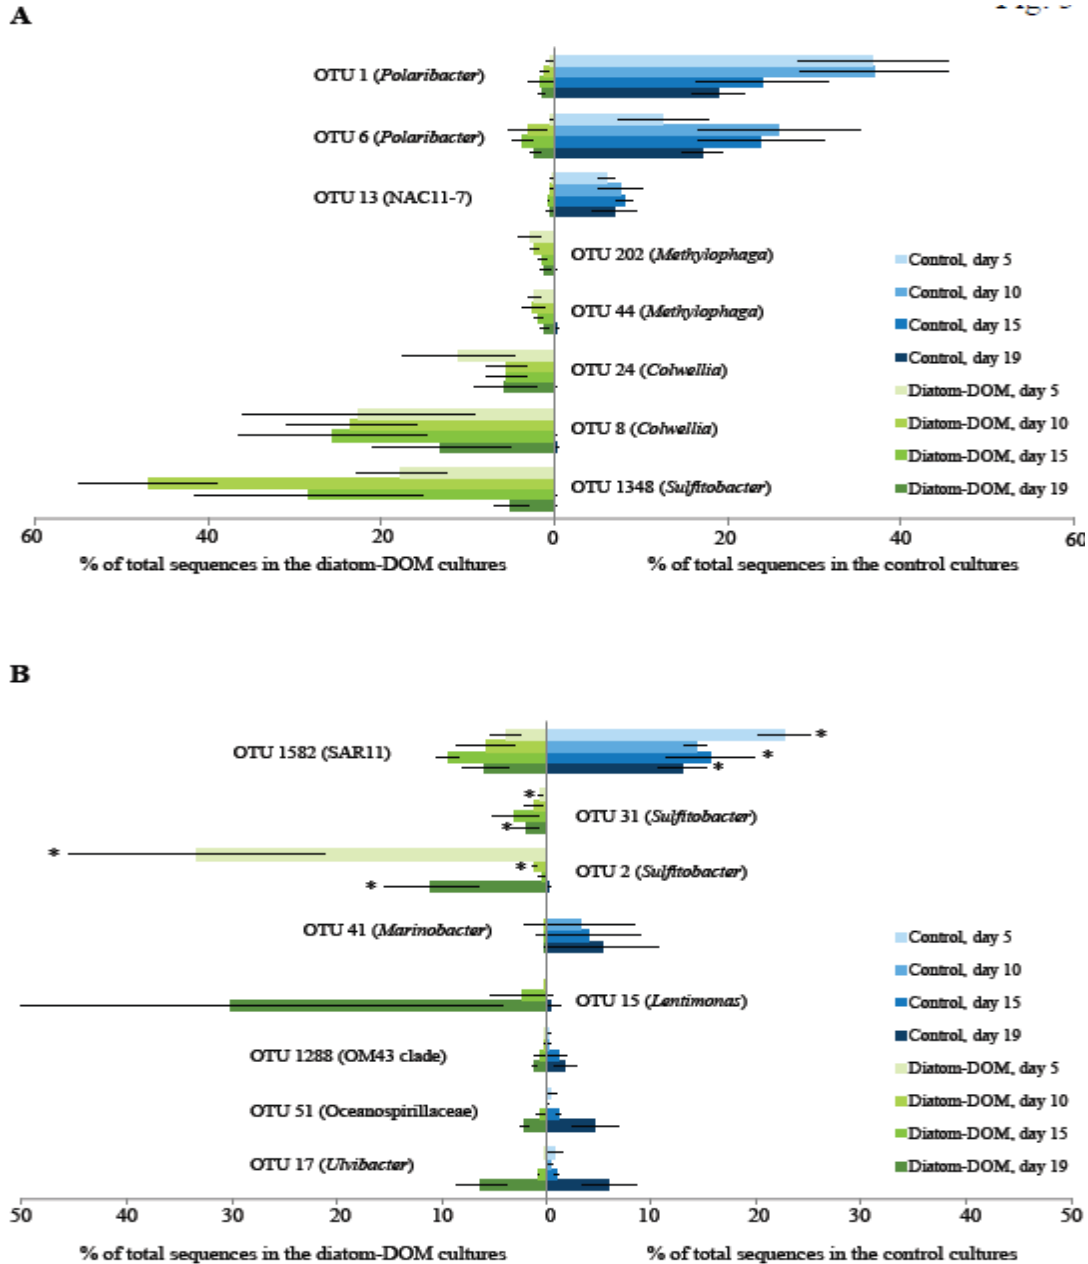 A
OTU 1 (Polaribacter)
OTU 6 (Polaribacter)
OTU 13 (NAC11-7)
OTU 202 (Methylophaga)
OTU 44 (Methylophaga)
OTU 24 (Colwellia)
OTU 8 (Colwellia)
OTU 1348 (Sulfitobacter)
Control, day 5
Control, day 10
Control, day 15
Control, day 19
Diatom-DOM, day 5
Diatom-DOM, day 10
Diatom-DOM, day 15
Diatom-DOM, day 19
60 40 20 0 20 40 60
% of total sequences in the diatom-DOM cultures % of total sequences in the control cultures
B
OTU 1582 (SAR11)
*
*
*
OTU 31 (Sulfitobacter)
*
*
OTU 2 (Sulfitobacter)
*
*
*
OTU 41 (Marinobacter)
OTU 15 (Lentimonas)
OTU 1288 (OM43 clade)
OTU 51 (Oceanospirillaceae)
OTU 17 (Ulvibacter)
Control, day 5
Control, day 10
Control, day 15
Control, day 19
Diatom-DOM, day 5
Diatom-DOM, day 10
Diatom-DOM, day 15
Diatom-DOM, day 19
50 40 30 20 10 0 10 20 30 40 50
% of total sequences in the diatom-DOM cultures % of total sequences in the control cultures